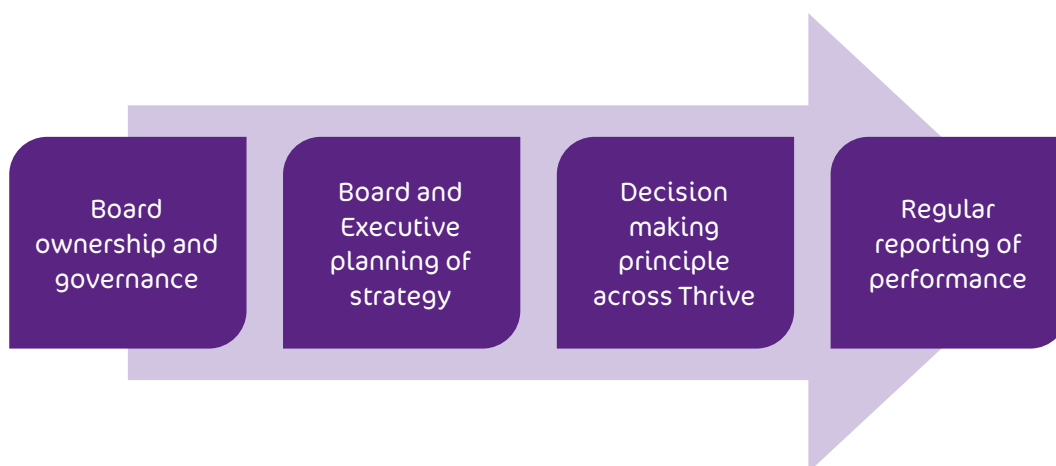 Board
ownership and
governance
Board and
Executive
planning of
strategy
Decision
making
principle
across Thrive
Regular
reporting of
performance